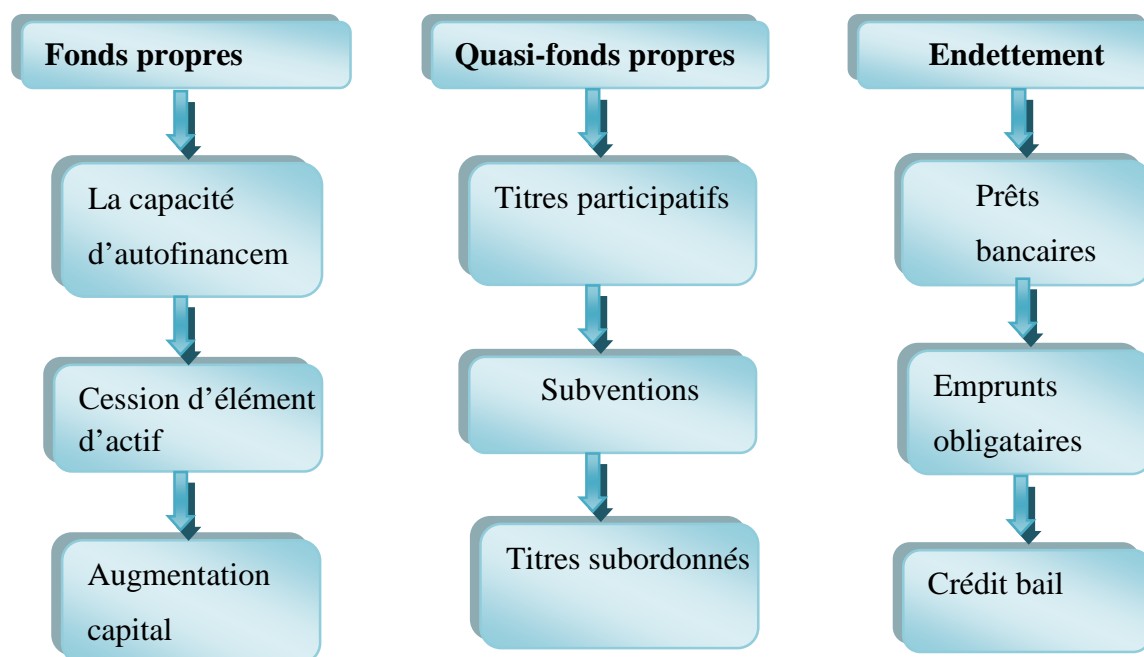 Fonds propres
La capacité
d’autofinancem
Cession d’élément
d’actif
Augmentation
capital
Quasi-fonds propres
Titres participatifs
Subventions
Titres subordonnés
Endettement
Prêts
bancaires
Emprunts
obligataires
Crédit bail